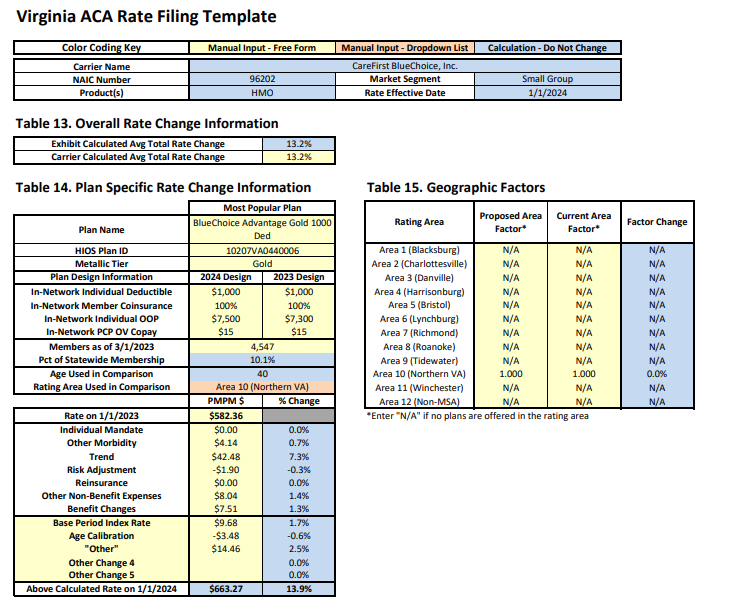 Virginia ACA Rate Filing Template
Color Coding Key Manual Input - Free Form Manual Input - Dropdown List Calculation - Do Not Change
Carrier Name CareFirst BlueChoice, Inc.
NAIC Number 96202 Market Segment Small Group
Product(s) HMO Rate Effective Date 1/1/2024
Table 13. Overall Rate Change Information
Exhibit Calculated Avg Total Rate Change 13.2%
Carrier Calculated Avg Total Rate Change 13.2%
Table 14. Plan Specific Rate Change Information
Most Popular Plan
Plan Name BlueChoice Advantage Gold 1000
Ded
HIOS Plan ID 10207VA0440006
Metallic Tier Gold
Plan Design Information 2024 Design 2023 Design
In-Network Individual Deductible $1,000 $1,000
In-Network Member Coinsurance 100% 100%
In-Network Individual OOP $7,500 $7,300
In-Network PCP OV Copay $15 $15
Members as of 3/1/2023 4,547
Pct of Statewide Membership 10.1%
Age Used in Comparison 40
Rating Area Used in Comparison Area 10 (Northern VA)
PMPM $ % Change
Rate on 1/1/2023 $582.36
Individual Mandate $0.00 0.0%
Other Morbidity $4.14 0.7%
Trend $42.48 7.3%
Risk Adjustment -$1.90 -0.3%
Reinsurance $0.00 0.0%
Other Non-Benefit Expenses $8.04 1.4%
Benefit Changes $7.51 1.3%
Base Period Index Rate $9.68 1.7%
Age Calibration -$3.48 -0.6%
"Other" $14.46 2.5%
Other Change 4 0.0%
Other Change 5 0.0%
Above Calculated Rate on 1/1/2024 $663.27 13.9%
Table 15. Geographic Factors
Rating Area Proposed Area
Factor* Current Area
Factor* Factor Change
Area 1 (Blacksburg) N/A N/A N/A
Area 2 (Charlottesville) N/A N/A N/A
Area 3 (Danville) N/A N/A N/A
Area 4 (Harrisonburg) N/A N/A N/A
Area 5 (Bristol) N/A N/A N/A
Area 6 (Lynchburg) N/A N/A N/A
Area 7 (Richmond) N/A N/A N/A
Area 8 (Roanoke) N/A N/A N/A
Area 9 (Tidewater) N/A N/A N/A
Area 10 (Northern VA) 1.000 1.000 0.0%
Area 11 (Winchester) N/A N/A N/A
Area 12 (Non-MSA) N/A N/A N/A
*Enter "N/A" if no plans are offered in the rating area